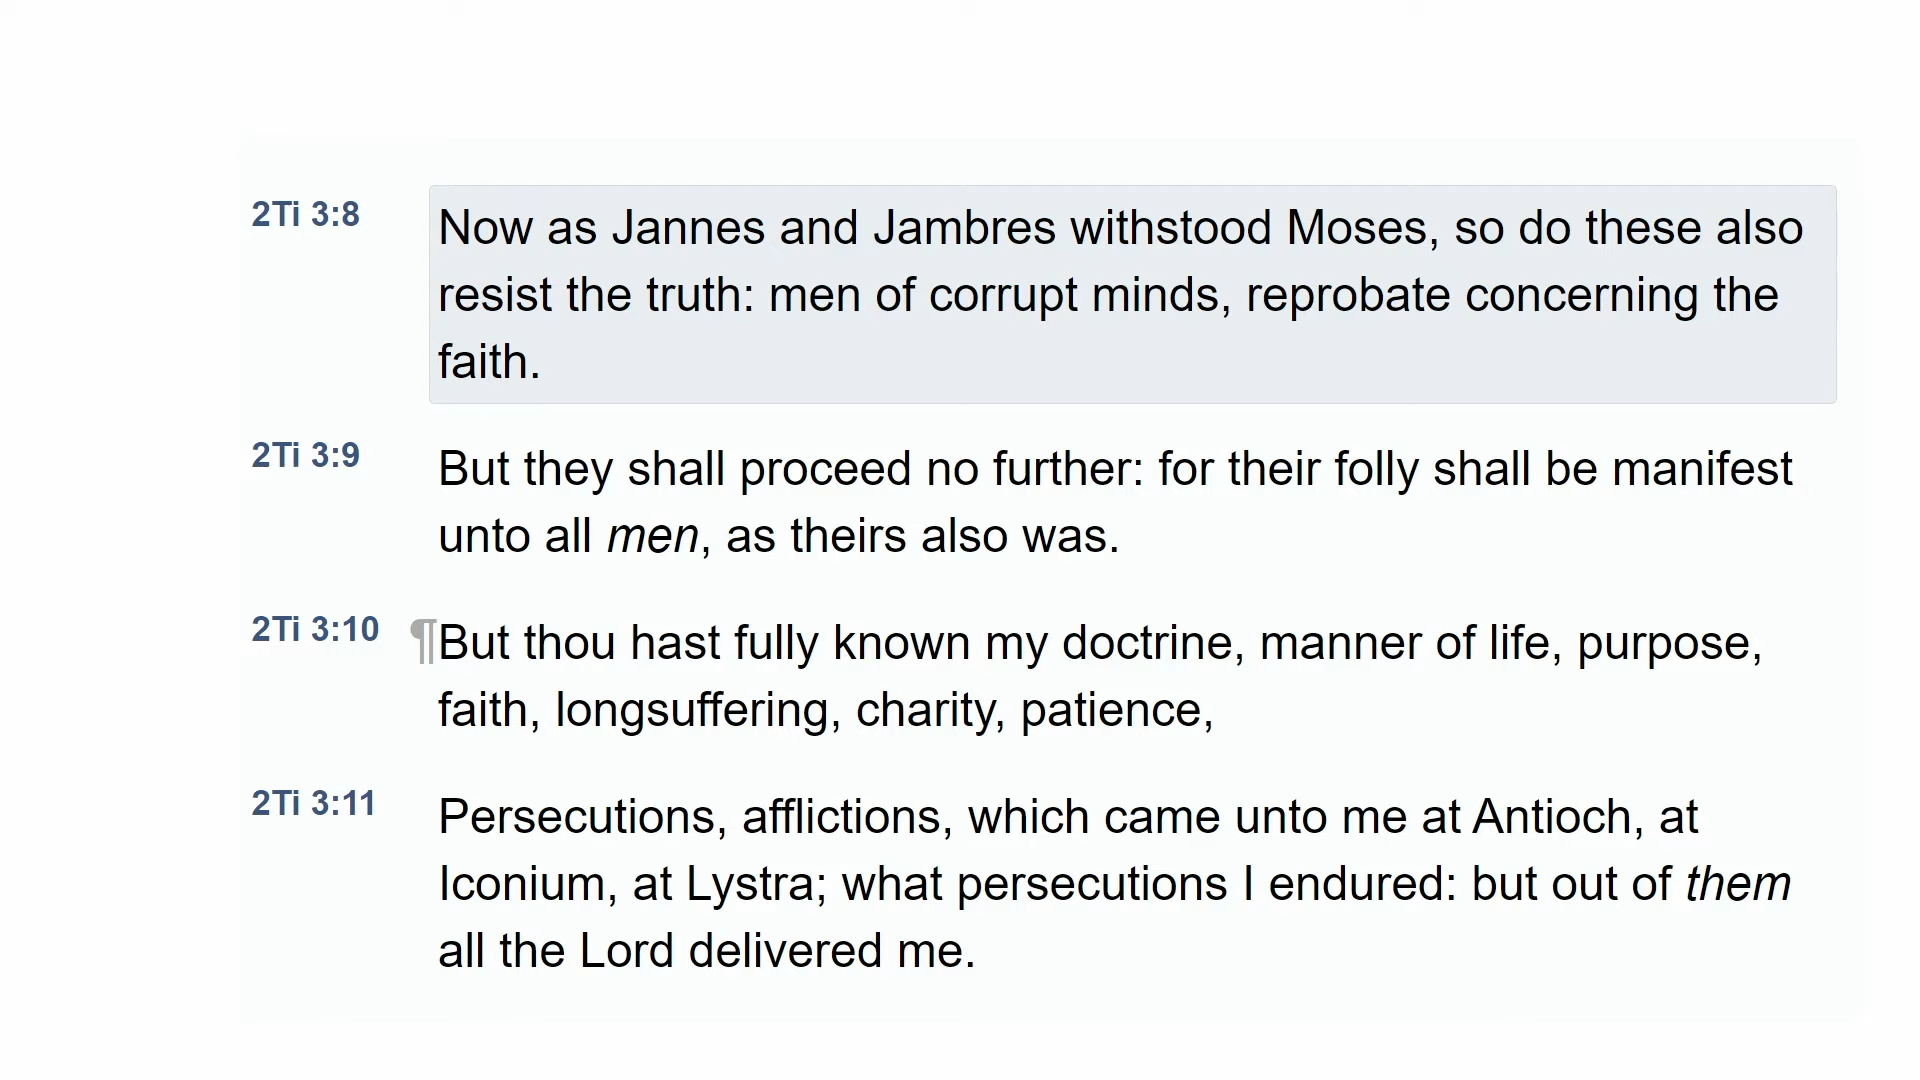 2Ti 3:8 Now as Jannes and Jambres withstood Moses, so do these also
resist the truth: men of corrupt minds, reprobate concerning the
faith.
2Ti 3:9 But they shall proceed no further: for their folly shall be manifest
unto all men, as theirs also was.
2Ti 3:10 ¶But thou hast fully known my doctrine, manner of life, purpose,
faith, longsuffering, charity, patience,
2Ti 3:11 Persecutions, afflictions, which came unto me at Antioch, at
Iconium, at Lystra; what persecutions I endured: but out of them
all the Lord delivered me.